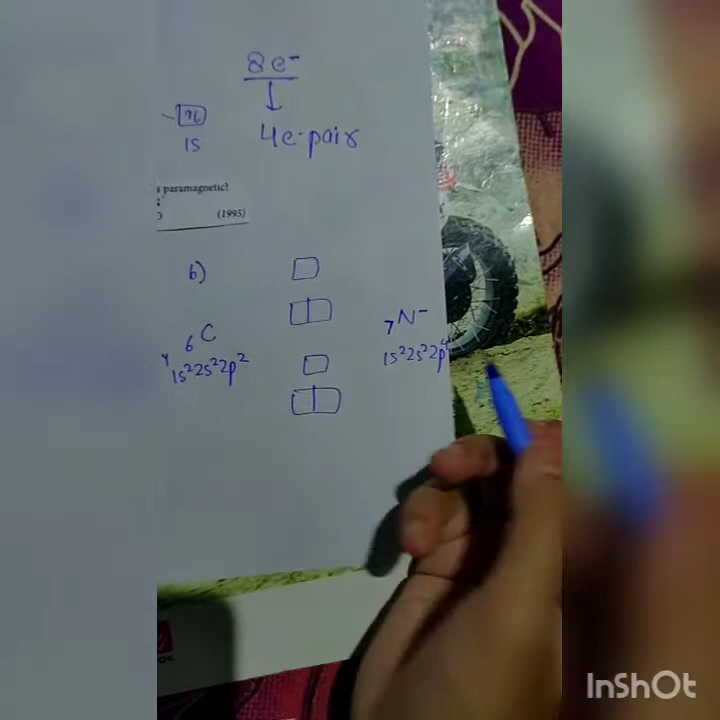 8e⁻
↓
4e-pair
1s
paramagnetic?
(1995)
b)
₆C
1s²2s²2p²
₇N⁻
1s²2s²2p⁴
InShOt